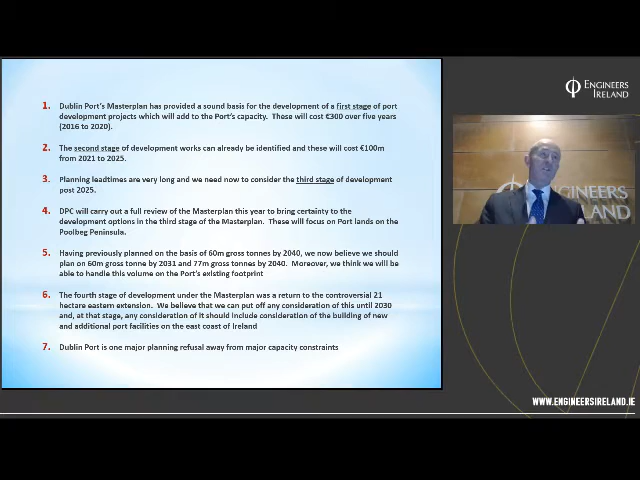 1. Dublin Port's Masterplan has provided a sound basis for the development of a first stage of port
development projects which will add to the Port's capacity. These will cost €300 over five years
(2016 to 2020).
2. The second stage of development works can already be identified and these will cost €100m
from 2021 to 2025.
3. Planning leadtimes are very long and we need now to consider the third stage of development
post 2025.
4. DPC will carry out a full review of the Masterplan this year to bring certainty to the
development options in the third stage of the Masterplan. These will focus on Port lands on the
Poolbeg Peninsula.
5. Having previously planned on the basis of 60m gross tonnes by 2040, we now believe we should
plan on 60m gross tonne by 2031 and 77m gross tonnes by 2040. Moreover, we think we will be
able to handle this volume on the Port's existing footprint
6. The fourth stage of development under the Masterplan was a return to the controversial 21
hectare eastern extension. We believe that we can put off any consideration of this until 2030
and, at that stage, any consideration of it should include consideration of the building of new
and additional port facilities on the east coast of Ireland
7. Dublin Port is one major planning refusal away from major capacity constraints
ENGINEERS
IRELAND
ENGINEERS
RELAND
WWW.ENGINEERSIRELAND.IE